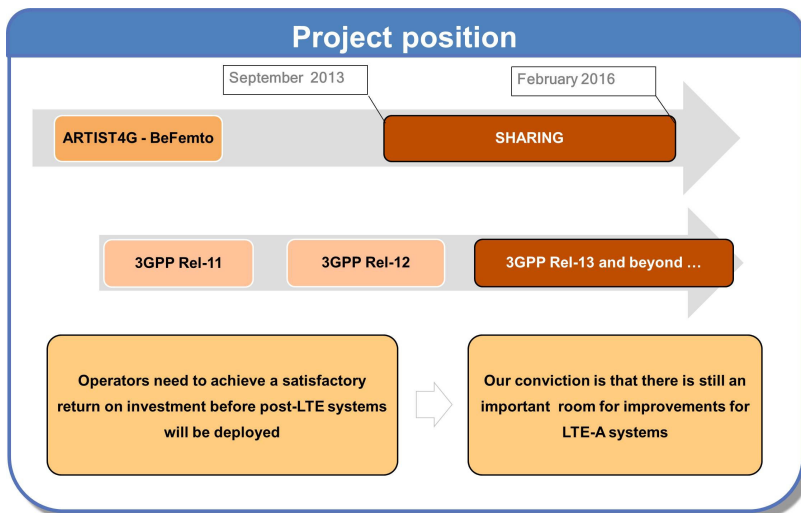 Project position
September 2013
February 2016
ARTIST4G - BeFemto
SHARING
3GPP Rel-11
3GPP Rel-12
3GPP Rel-13 and beyond ...
Operators need to achieve a satisfactory
return on investment before post-LTE systems
will be deployed
Our conviction is that there is still an
important room for improvements for
LTE-A systems